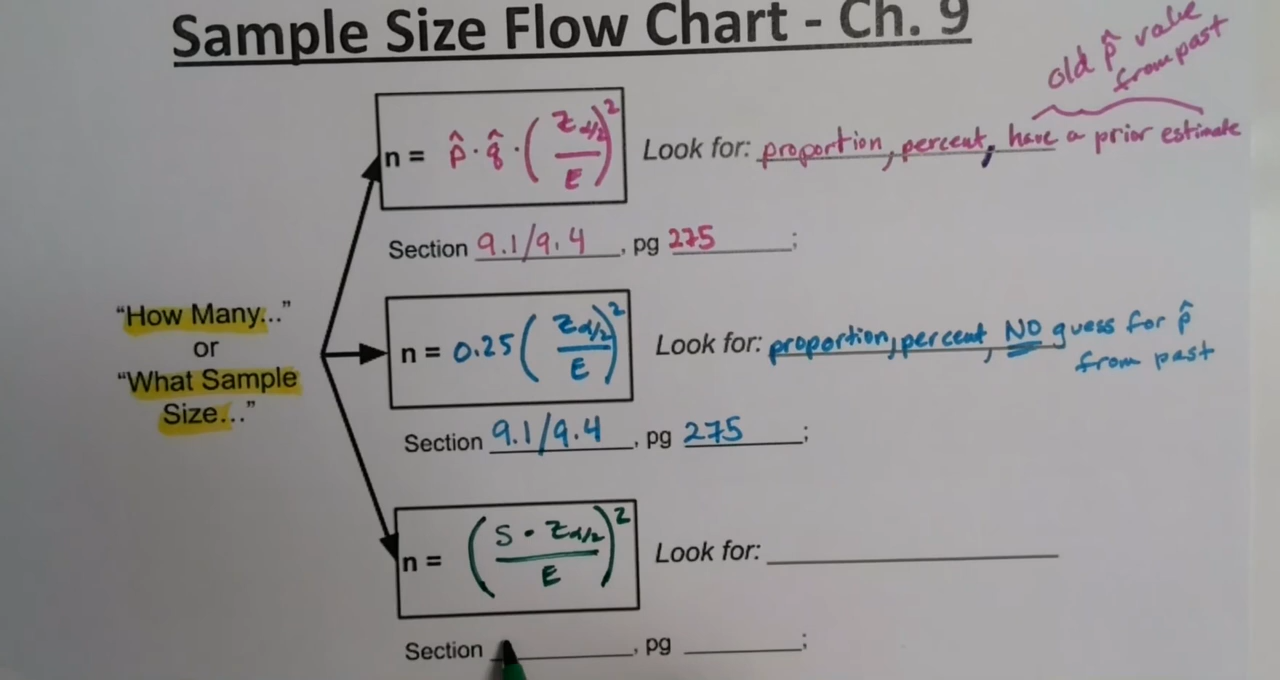 Sample Size Flow Chart - Ch. 9
old p̂ value
from past
n = p̂ · q̂ · (Zα/2 / E)²
Look for: proportion, percent, have a prior estimate
Section 9.1/9.4, pg 275;
"How Many..."
or
"What Sample
Size..."
n = 0.25 (Zα/2 / E)²
Look for: proportion, percent, NO guess for p̂
from past
Section 9.1/9.4, pg 275;
n = (S · Zα/2 / E)²
Look for:
Section , pg ;